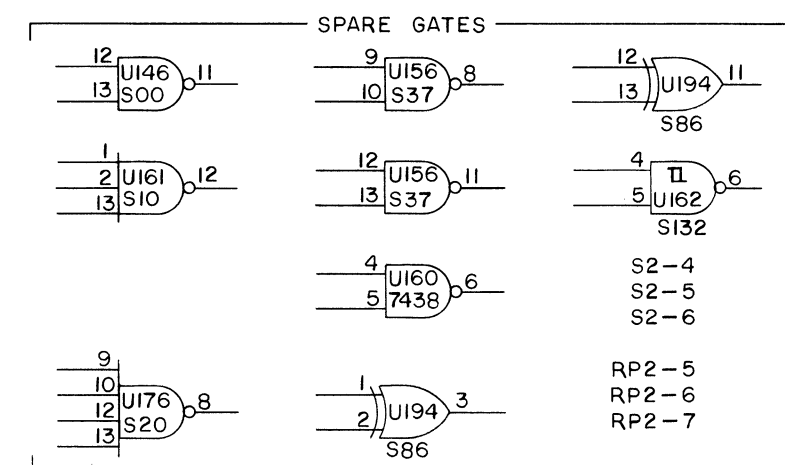 SPARE GATES
12
13
U146
S00
11
9
10
U156
S37
8
12
13
U194
11
S86
1
2
13
U161
S10
12
12
13
U156
S37
11
4
5
U162
6
S132
4
5
U160
7438
6
S2-4
S2-5
S2-6
9
10
12
13
U176
S20
8
1
2
U194
3
S86
RP2-5
RP2-6
RP2-7